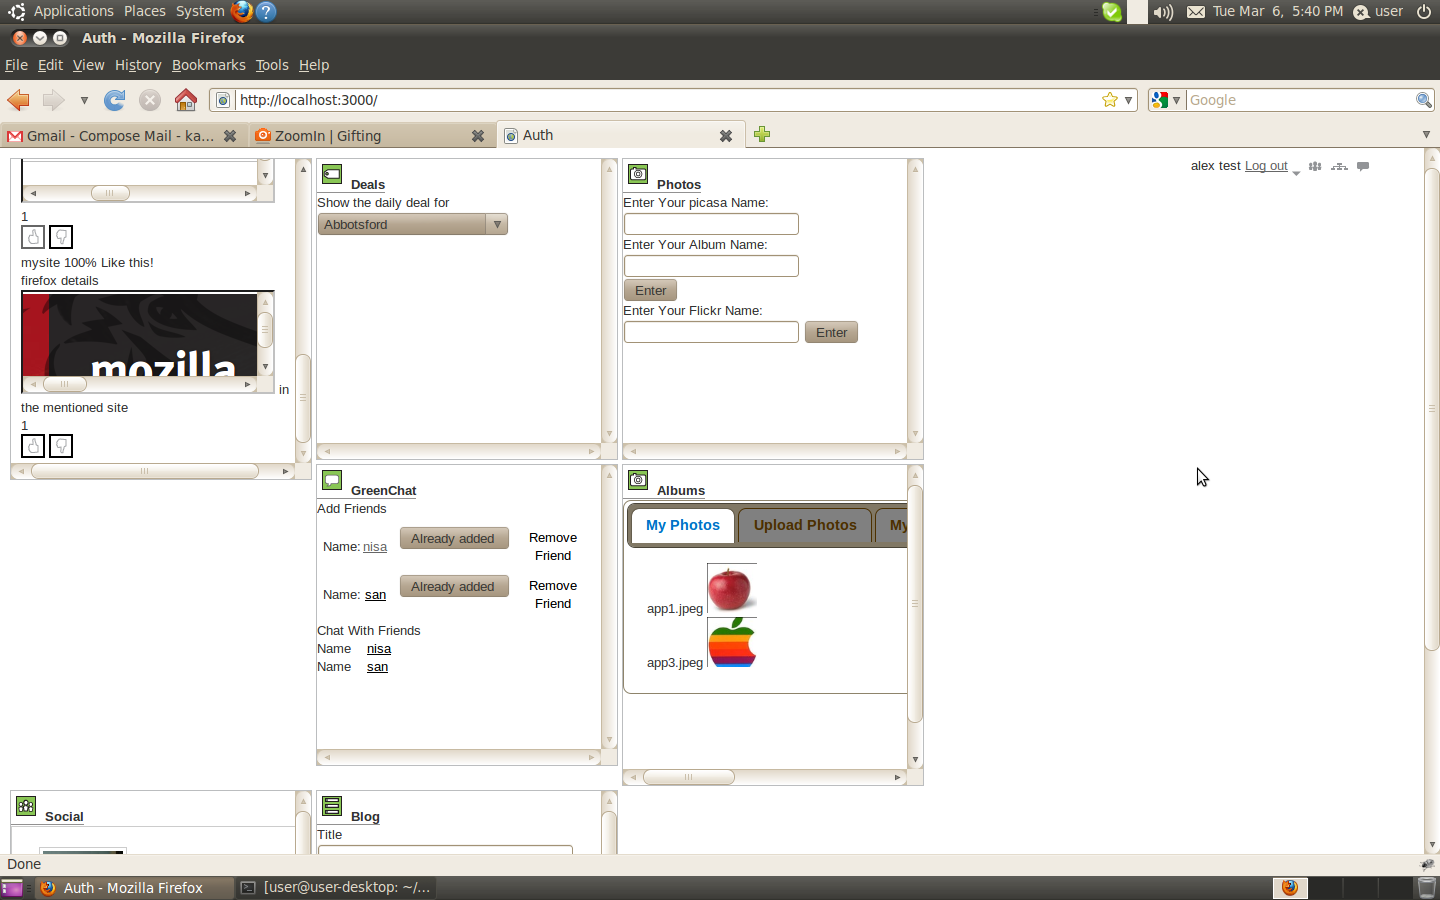 Applications Places System
Tue Mar 6, 5:40 PM user
Auth - Mozilla Firefox
File Edit View History Bookmarks Tools Help
http://localhost:3000/
Google
Gmail - Compose Mail - ka...
ZoomIn | Gifting
Auth
alex test Log out
1
mysite 100% Like this!
firefox details
mozilla
in
the mentioned site
1
Deals
Show the daily deal for
Abbotsford
Photos
Enter Your picasa Name:
Enter Your Album Name:
Enter
Enter Your Flickr Name:
Enter
GreenChat
Add Friends
Name: nisa Already added Remove
Friend
Name: san Already added Remove
Friend
Chat With Friends
Name nisa
Name san
Albums
My Photos Upload Photos My
app1.jpeg
app3.jpeg
Social
Blog
Title
Done
Auth - Mozilla Firefox
[user@user-desktop: ~/...